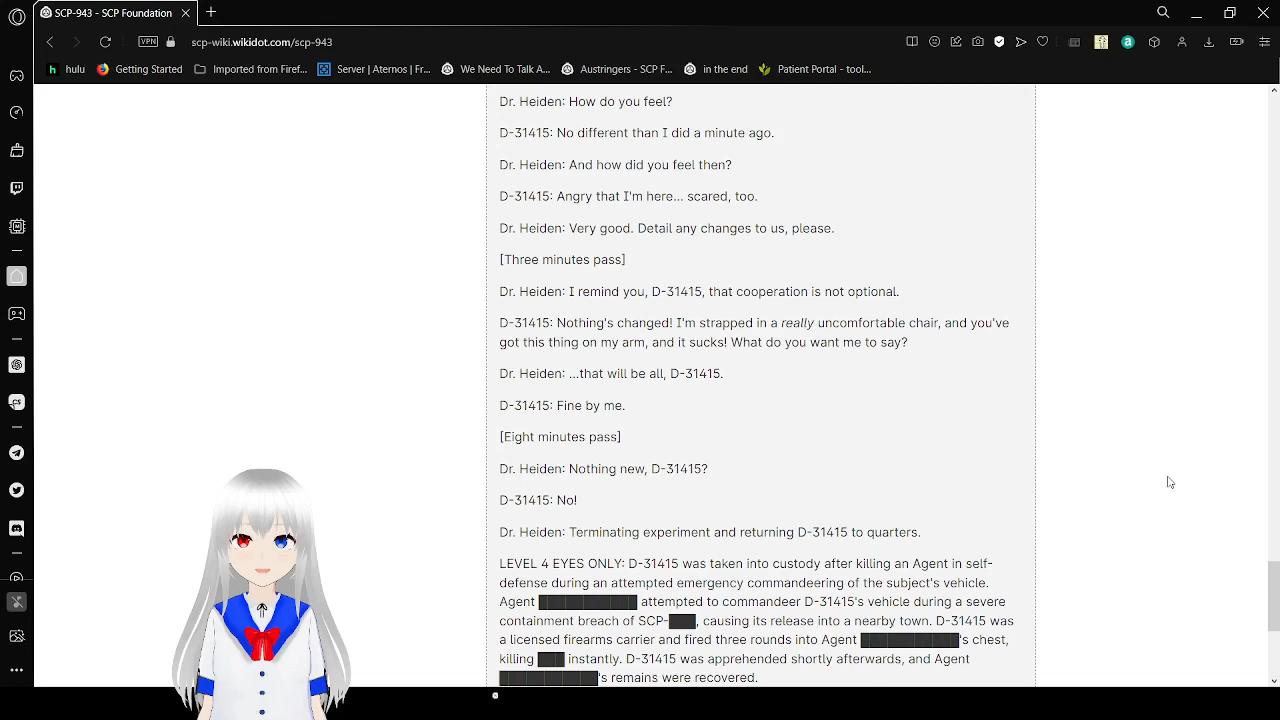 SCP-943 - SCP Foundation
VPN
scp-wiki.wikidot.com/scp-943
hulu
Getting Started
Imported from Firef...
Server | Aternos | Fr...
We Need To Talk A...
Austringers - SCP F...
in the end
Patient Portal - tool...
Dr. Heiden: How do you feel?
D-31415: No different than I did a minute ago.
Dr. Heiden: And how did you feel then?
D-31415: Angry that I'm here... scared, too.
Dr. Heiden: Very good. Detail any changes to us, please.
[Three minutes pass]
Dr. Heiden: I remind you, D-31415, that cooperation is not optional.
D-31415: Nothing's changed! I'm strapped in a really uncomfortable chair, and you've
got this thing on my arm, and it sucks! What do you want me to say?
Dr. Heiden: …that will be all, D-31415.
D-31415: Fine by me.
[Eight minutes pass]
Dr. Heiden: Nothing new, D-31415?
D-31415: No!
Dr. Heiden: Terminating experiment and returning D-31415 to quarters.
LEVEL 4 EYES ONLY: D-31415 was taken into custody after killing an Agent in self-
defense during an attempted emergency commandeering of the subject's vehicle.
Agent ██████████ attempted to commandeer D-31415's vehicle during a severe
containment breach of SCP-███, causing its release into a nearby town. D-31415 was
a licensed firearms carrier and fired three rounds into Agent ██████████'s chest,
killing ███ instantly. D-31415 was apprehended shortly afterwards, and Agent
██████████'s remains were recovered.